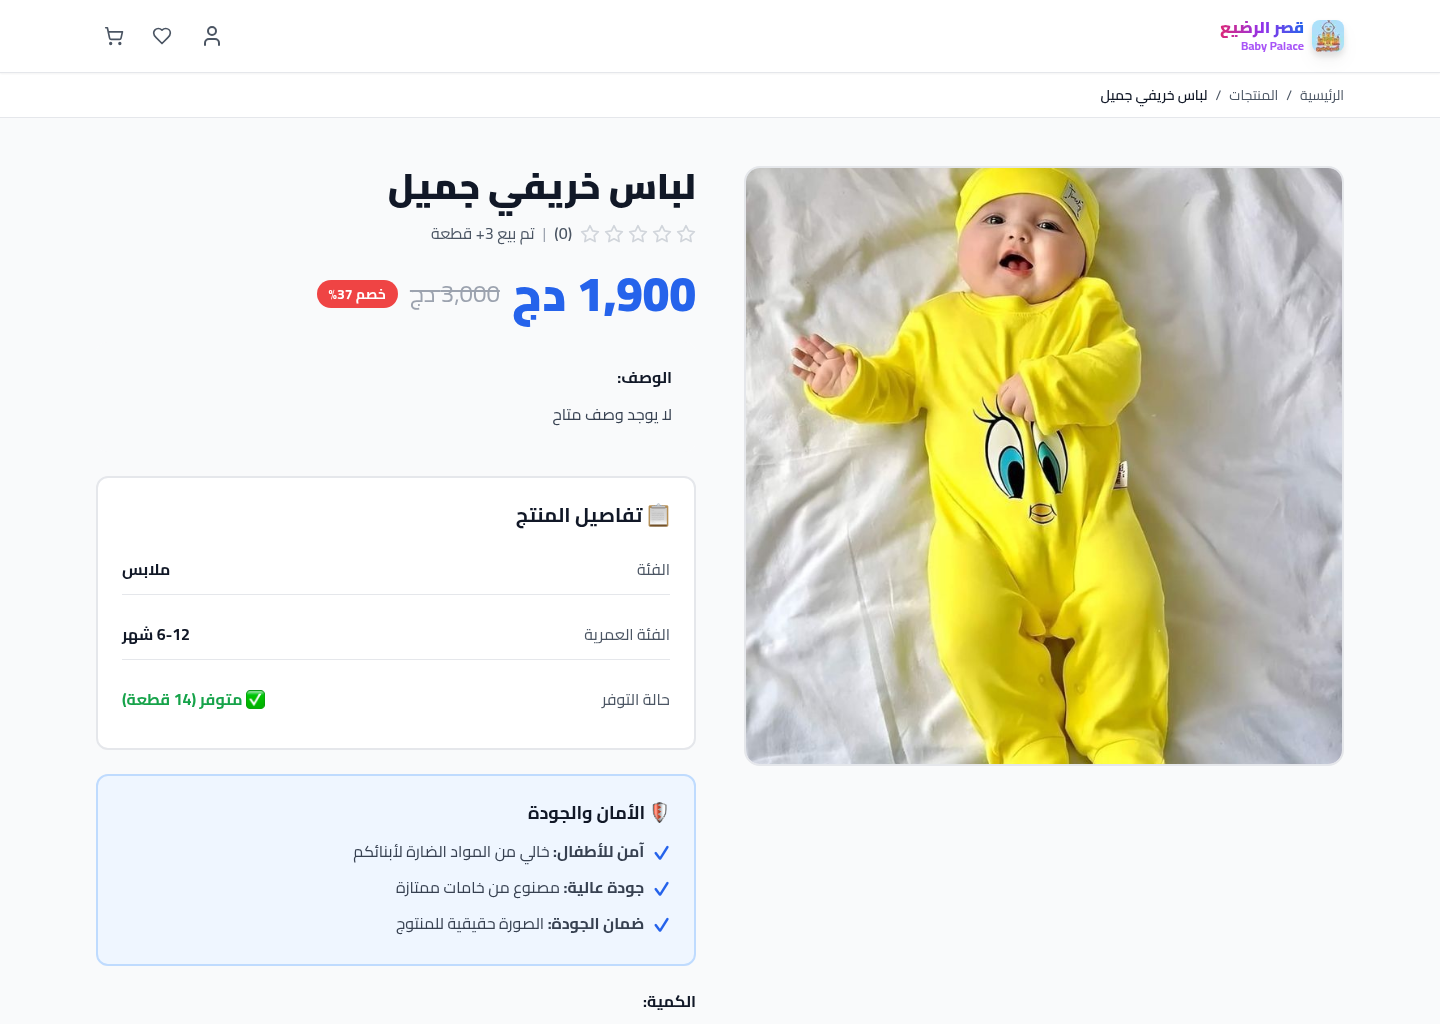 قصر الرضيع
Baby Palace
الرئيسية / المنتجات / لباس خريفي جميل
لباس خريفي جميل
(0) | تم بيع 3+ قطعة
1,900 دج 3,000 دج خصم 37%
الوصف:
لا يوجد وصف متاح
📋 تفاصيل المنتج
الفئة ملابس
الفئة العمرية 6-12 شهر
حالة التوفر ✅ متوفر (14 قطعة)
🛡️ الأمان والجودة
✓ آمن للأطفال: خالي من المواد الضارة لأبنائكم
✓ جودة عالية: مصنوع من خامات ممتازة
✓ ضمان الجودة: الصورة حقيقية للمنتوج
الكمية: